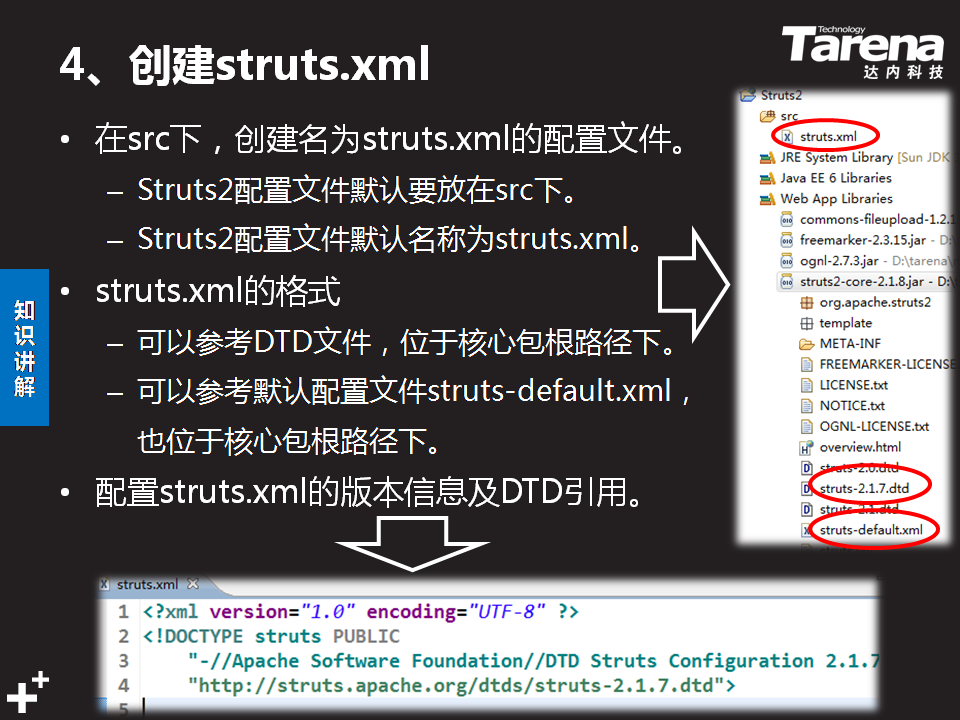 4、创建struts.xml
Technology
Tarena
达内科技
• 在src下，创建名为struts.xml的配置文件。
– Struts2配置文件默认要放在src下。
– Struts2配置文件默认名称为struts.xml。
• struts.xml的格式
– 可以参考DTD文件，位于核心包根路径下。
– 可以参考默认配置文件struts-default.xml，
也位于核心包根路径下。
• 配置struts.xml的版本信息及DTD引用。
知识讲解
Struts2
src
struts.xml
JRE System Library [Sun JDK
Java EE 6 Libraries
Web App Libraries
commons-fileupload-1.2.1
freemarker-2.3.15.jar - D:
ognl-2.7.3.jar - D:\tarena\
struts2-core-2.1.8.jar - D:\
org.apache.struts2
template
META-INF
FREEMARKER-LICENSE
LICENSE.txt
NOTICE.txt
OGNL-LICENSE.txt
overview.html
struts-2.0.dtd
struts-2.1.7.dtd
struts-2.1.dtd
struts-default.xml
struts.xml
1 <?xml version="1.0" encoding="UTF-8" ?>
2 <!DOCTYPE struts PUBLIC
3 "-//Apache Software Foundation//DTD Struts Configuration 2.1.7
4 "http://struts.apache.org/dtds/struts-2.1.7.dtd">
5